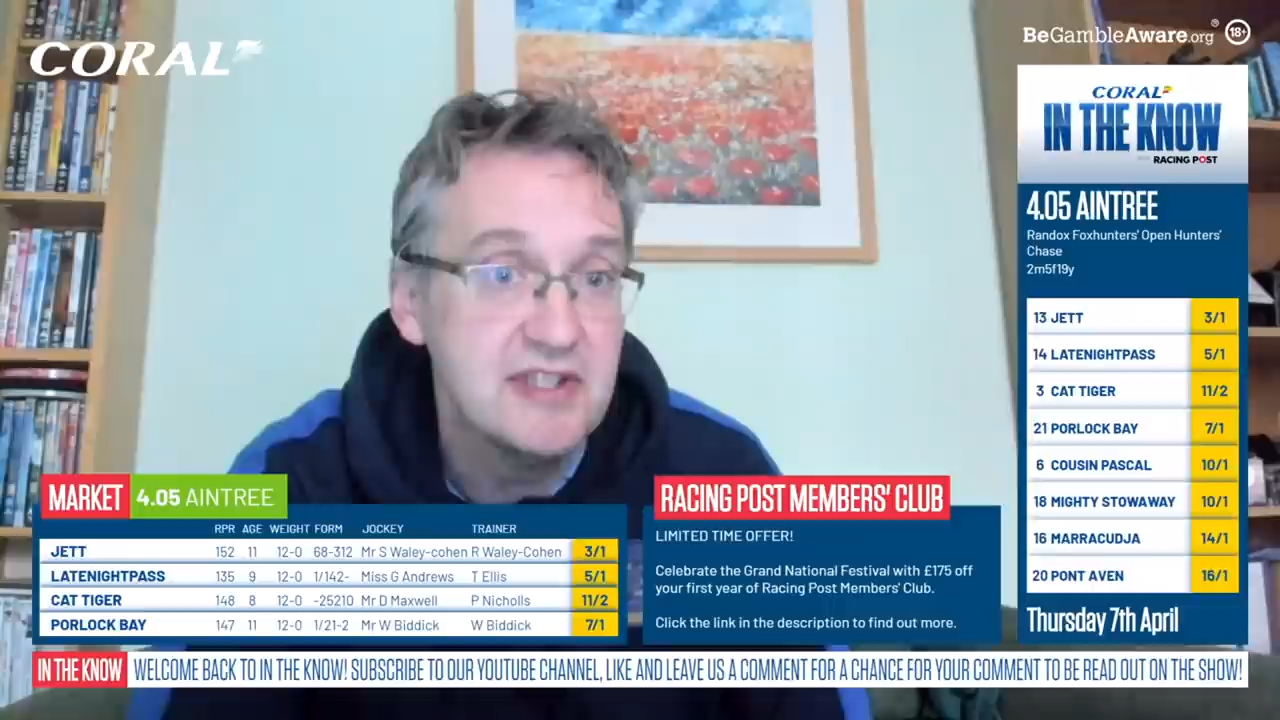 CORAL
BeGambleAware.org® 18+
CORAL
IN THE KNOW
WITH RACING POST
4.05 AINTREE
Randox Foxhunters' Open Hunters'
Chase
2m5f19y
13 JETT 3/1
14 LATENIGHTPASS 5/1
3 CAT TIGER 11/2
21 PORLOCK BAY 7/1
6 COUSIN PASCAL 10/1
18 MIGHTY STOWAWAY 10/1
16 MARRACUDJA 14/1
20 PONT AVEN 16/1
Thursday 7th April
MARKET 4.05 AINTREE
RPR AGE WEIGHT FORM JOCKEY TRAINER
JETT 152 11 12-0 68-312 Mr S Waley-cohen R Waley-Cohen 3/1
LATENIGHTPASS 135 9 12-0 1/142- Miss G Andrews T Ellis 5/1
CAT TIGER 148 8 12-0 -25210 Mr D Maxwell P Nicholls 11/2
PORLOCK BAY 147 11 12-0 1/21-2 Mr W Biddick W Biddick 7/1
RACING POST MEMBERS' CLUB
LIMITED TIME OFFER!
Celebrate the Grand National Festival with £175 off
your first year of Racing Post Members' Club.
Click the link in the description to find out more.
IN THE KNOW WELCOME BACK TO IN THE KNOW! SUBSCRIBE TO OUR YOUTUBE CHANNEL, LIKE AND LEAVE US A COMMENT FOR A CHANCE FOR YOUR COMMENT TO BE READ OUT ON THE SHOW!